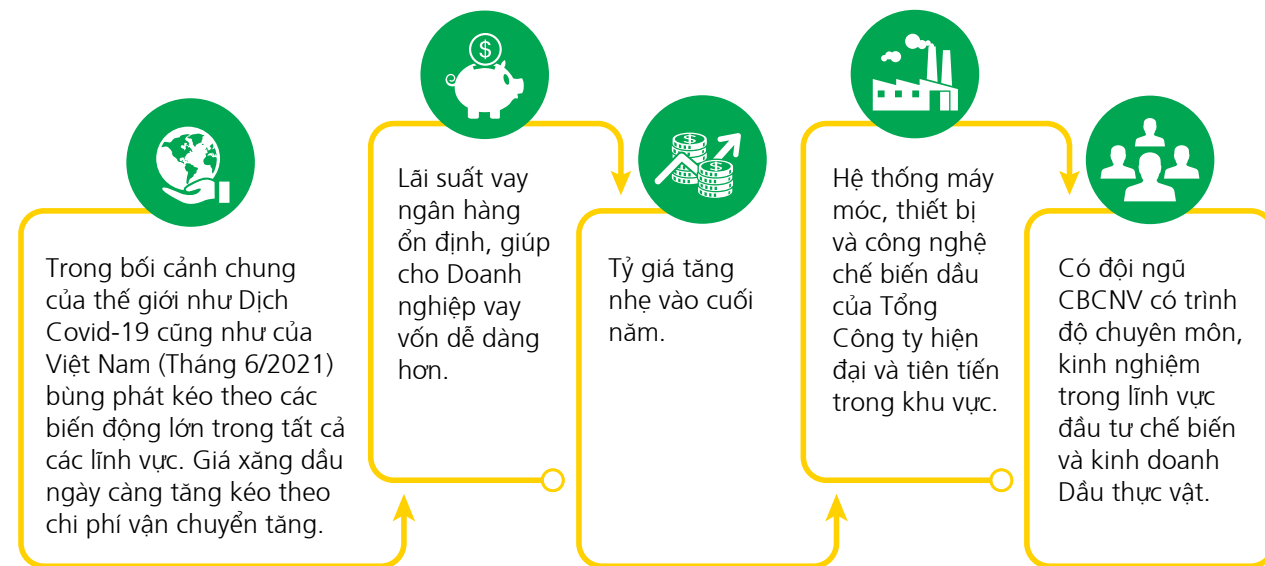 Trong bối cảnh chung
của thế giới như Dịch
Covid-19 cũng như của
Việt Nam (Tháng 6/2021)
bùng phát kéo theo các
biến động lớn trong tất cả
các lĩnh vực. Giá xăng dầu
ngày càng tăng kéo theo
chi phí vận chuyển tăng.
Lãi suất vay
ngân hàng
ổn định, giúp
cho Doanh
nghiệp vay
vốn dễ dàng
hơn.
Tỷ giá tăng
nhẹ vào cuối
năm.
Hệ thống máy
móc, thiết bị
và công nghệ
chế biến dầu
của Tổng
Công ty hiện
đại và tiên tiến
trong khu vực.
Có đội ngũ
CBCNV có trình
độ chuyên môn,
kinh nghiệm
trong lĩnh vực
đầu tư chế biến
và kinh doanh
Dầu thực vật.